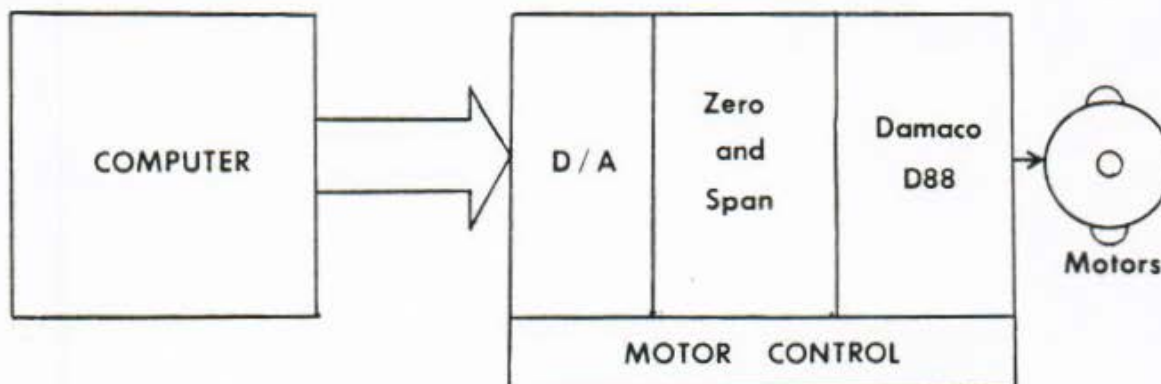 COMPUTER
D / A
Zero
and
Span
Damaco
D88
Motors
MOTOR CONTROL